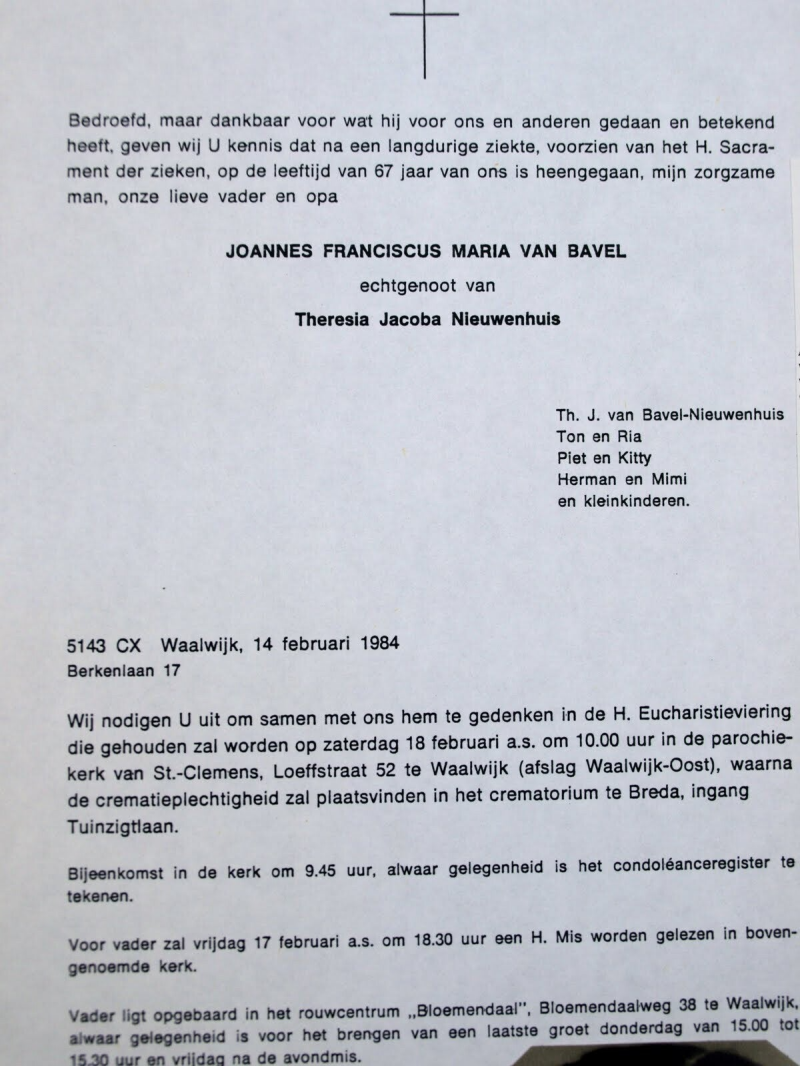 Bedroefd, maar dankbaar voor wat hij voor ons en anderen gedaan en betekend
heeft, geven wij U kennis dat na een langdurige ziekte, voorzien van het H. Sacra-
ment der zieken, op de leeftijd van 67 jaar van ons is heengegaan, mijn zorgzame
man, onze lieve vader en opa
JOANNES FRANCISCUS MARIA VAN BAVEL
echtgenoot van
Theresia Jacoba Nieuwenhuis
Th. J. van Bavel-Nieuwenhuis
Ton en Ria
Piet en Kitty
Herman en Mimi
en kleinkinderen.
5143 CX Waalwijk, 14 februari 1984
Berkenlaan 17
Wij nodigen U uit om samen met ons hem te gedenken in de H. Eucharistieviering
die gehouden zal worden op zaterdag 18 februari a.s. om 10.00 uur in de parochie-
kerk van St.-Clemens, Loeffstraat 52 te Waalwijk (afslag Waalwijk-Oost), waarna
de crematieplechtigheid zal plaatsvinden in het crematorium te Breda, ingang
Tuinzigtlaan.
Bijeenkomst in de kerk om 9.45 uur, alwaar gelegenheid is het condoléanceregister te
tekenen.
Voor vader zal vrijdag 17 februari a.s. om 18.30 uur een H. Mis worden gelezen in boven-
genoemde kerk.
Vader ligt opgebaard in het rouwcentrum „Bloemendaal", Bloemendaalweg 38 te Waalwijk,
alwaar gelegenheid is voor het brengen van een laatste groet donderdag van 15.00 tot
15.30 uur en vrijdag na de avondmis.